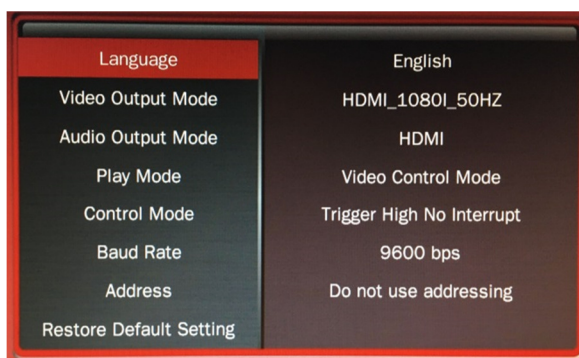 Language English
Video Output Mode HDMI_1080I_50HZ
Audio Output Mode HDMI
Play Mode Video Control Mode
Control Mode Trigger High No Interrupt
Baud Rate 9600 bps
Address Do not use addressing
Restore Default Setting